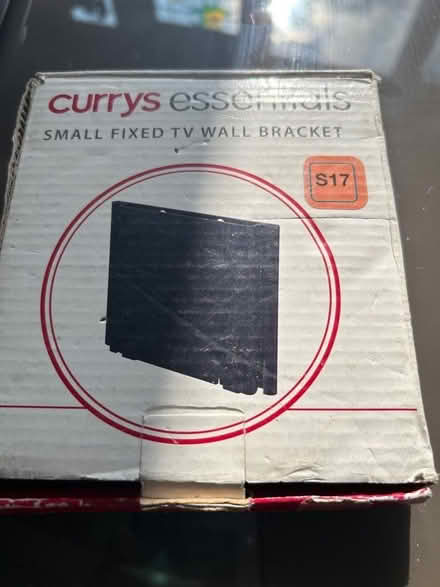 currys essentials
SMALL FIXED TV WALL BRACKET
S17